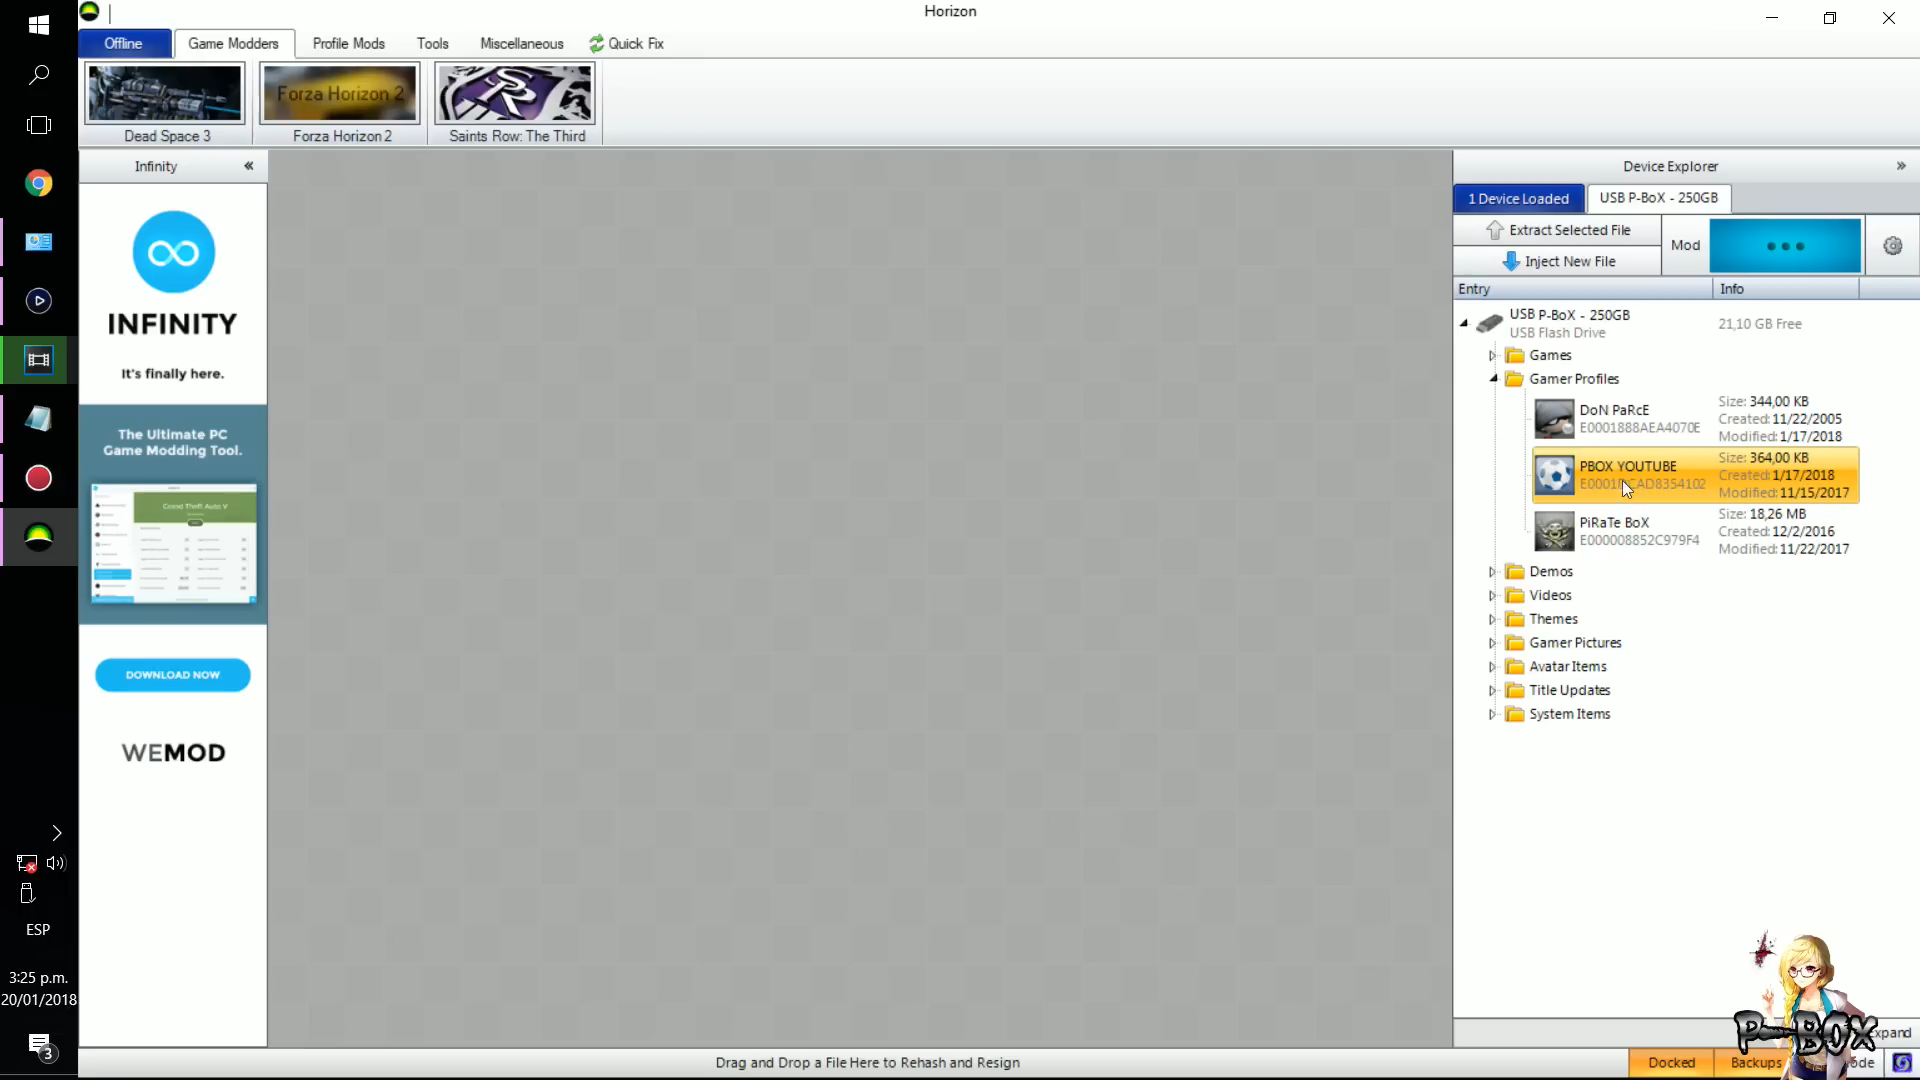 Horizon
Offline
Game Modders
Profile Mods
Tools
Miscellaneous
Quick Fix
Forza Horizon 2
Dead Space 3
Forza Horizon 2
Saints Row: The Third
Infinity
«
INFINITY
It's finally here.
The Ultimate PC
Game Modding Tool.
Grand Theft Auto V
DOWNLOAD NOW
WEMOD
Device Explorer
»
1 Device Loaded
USB P-BoX - 250GB
Extract Selected File
Inject New File
Mod
Entry
Info
USB P-BoX - 250GB
USB Flash Drive
21,10 GB Free
Games
Gamer Profiles
DoN PaRcE
E0001888AEA4070E
Size: 344,00 KB
Created: 11/22/2005
Modified: 1/17/2018
PBOX YOUTUBE
Size: 364,00 KB
Created: 1/17/2018
Modified: 11/15/2017
PiRaTe BoX
E000008852C979F4
Size: 18,26 MB
Created: 12/2/2016
Modified: 11/22/2017
Demos
Videos
Themes
Gamer Pictures
Avatar Items
Title Updates
System Items
ESP
3:25 p.m.
20/01/2018
3
Drag and Drop a File Here to Rehash and Resign
Docked
Backups